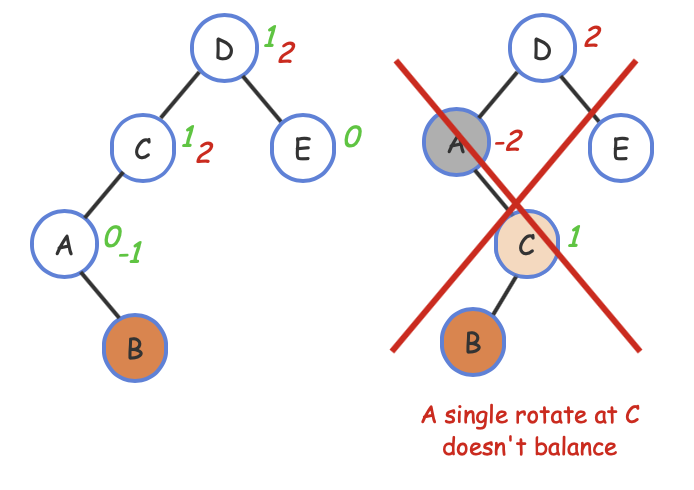 D 1 2
C 1 2
E 0
A 0 -1
B
D 2
A -2
E
C 1
B
A single rotate at C
doesn't balance